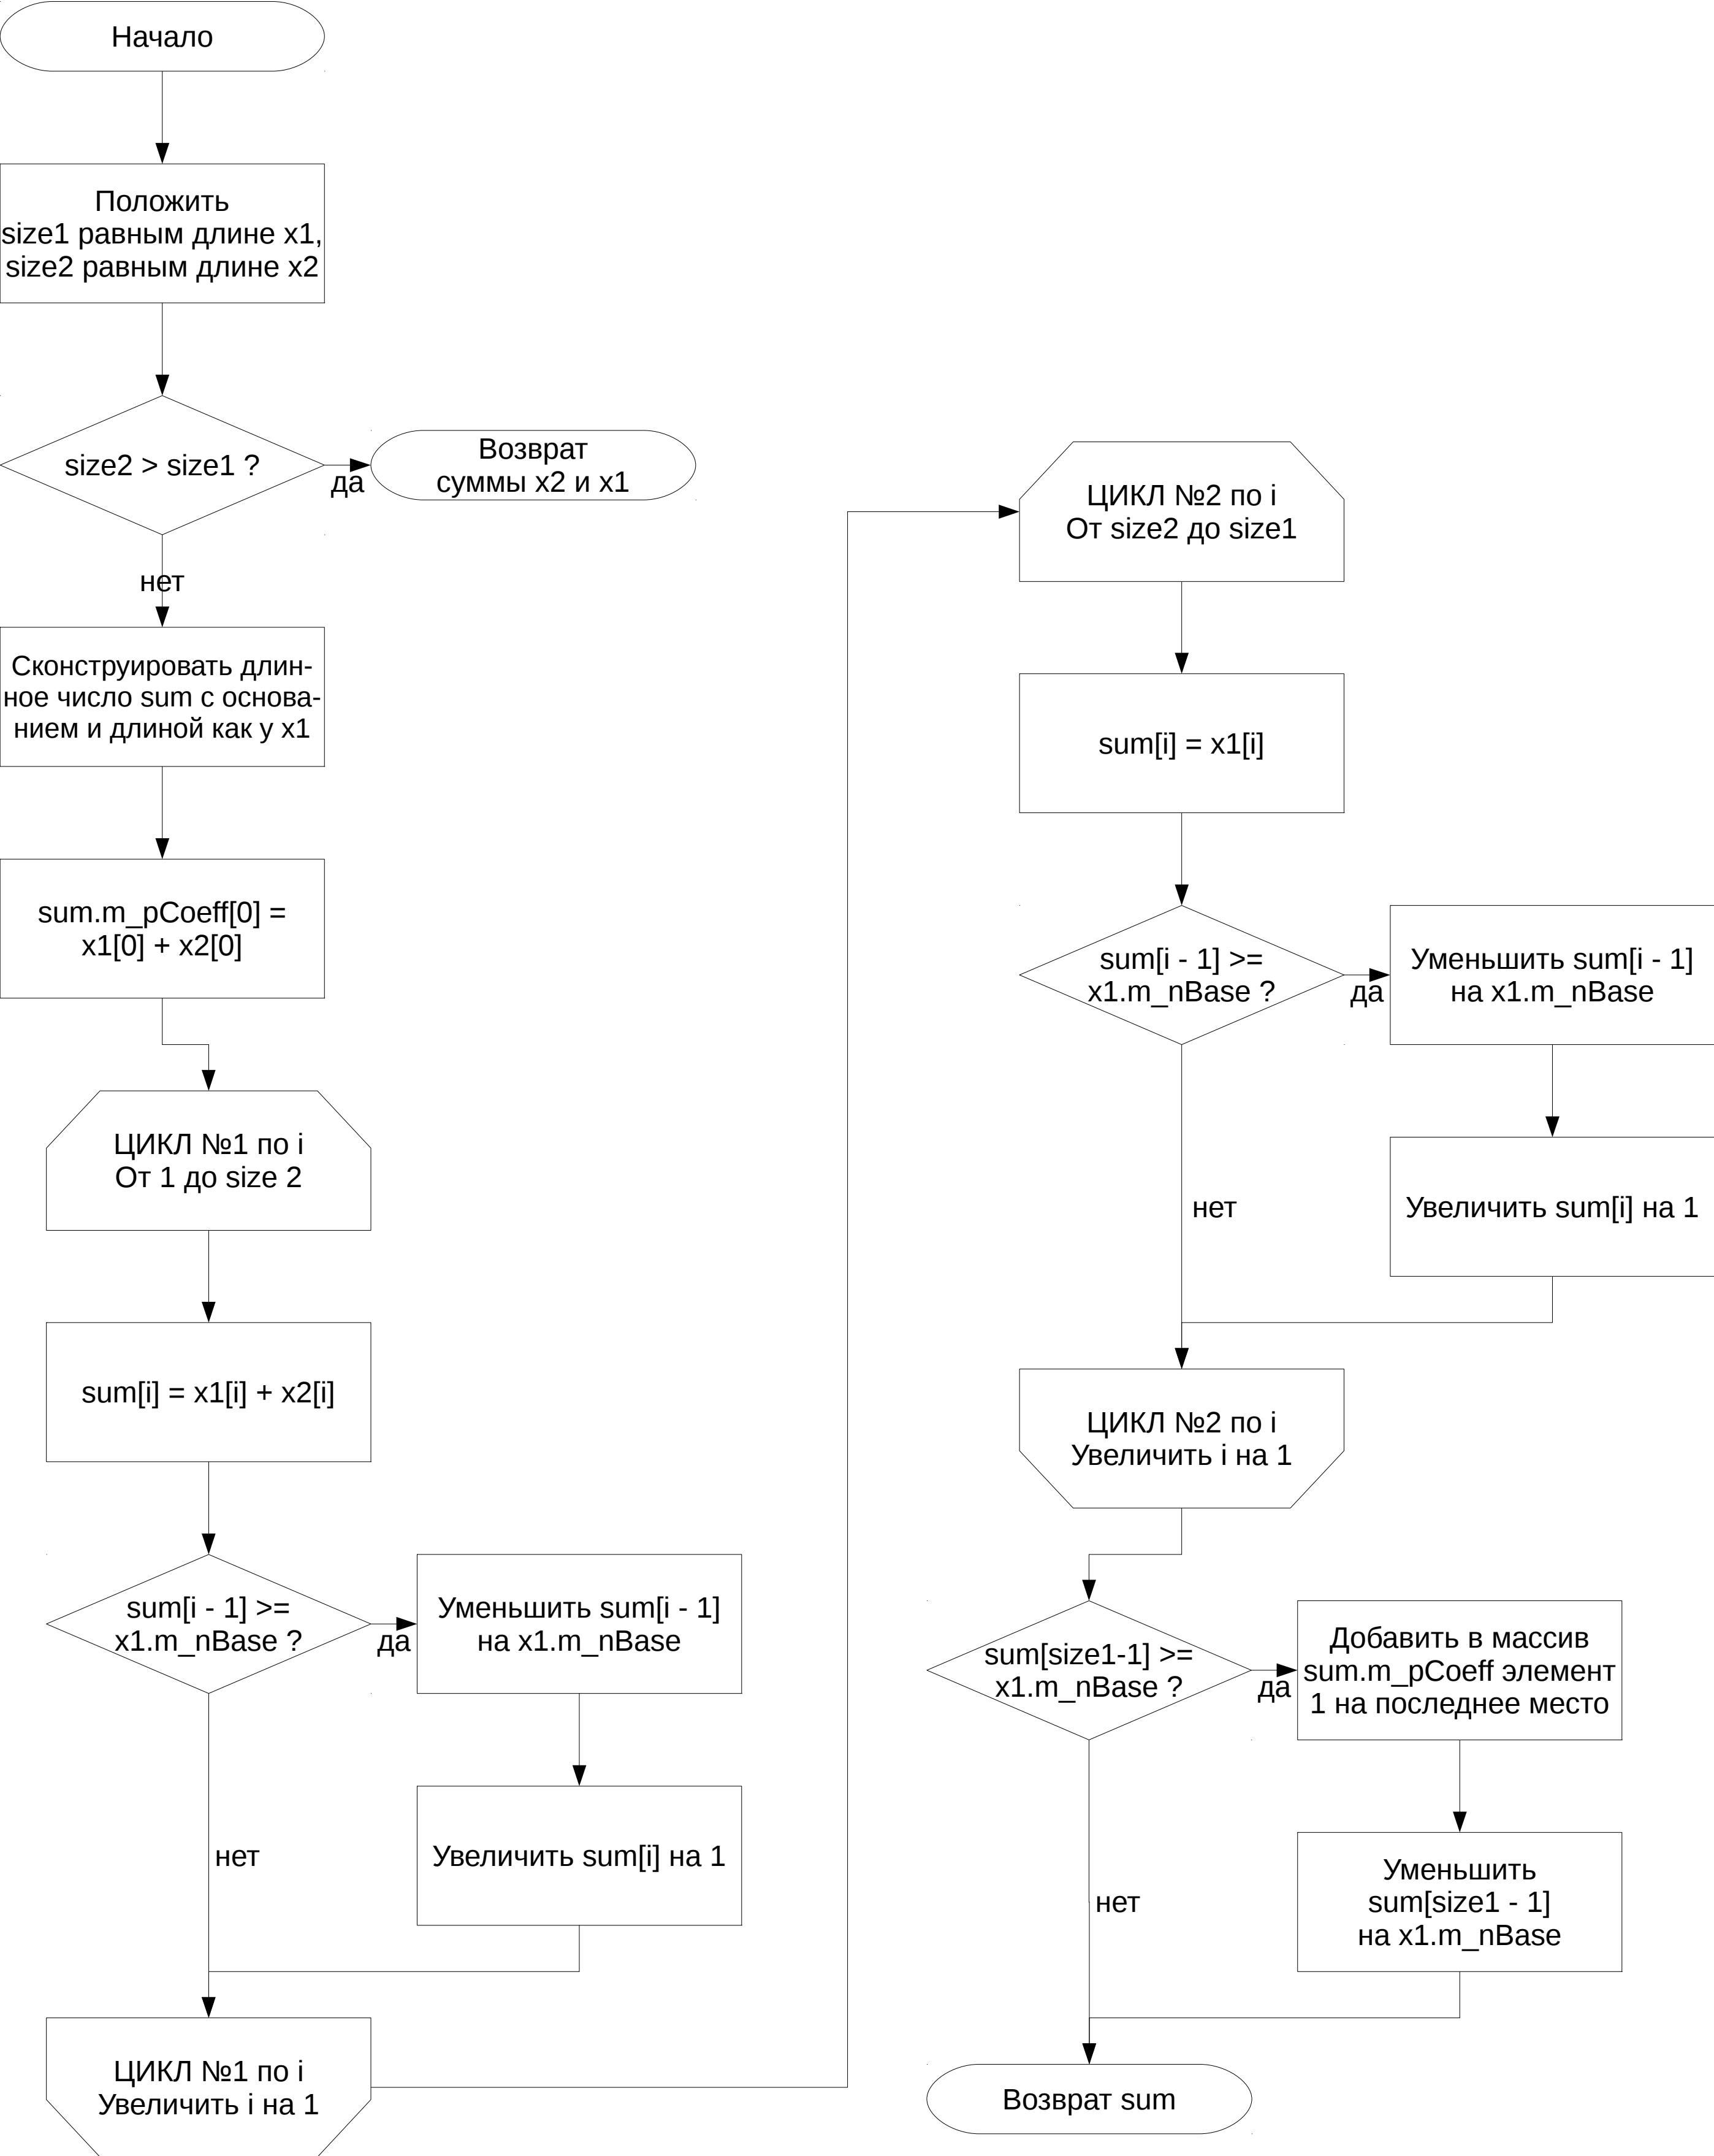 Начало
Положить
size1 равным длине x1,
size2 равным длине x2
size2 > size1 ?
да
Возврат
суммы x2 и x1
нет
Сконструировать длин-
ное число sum с основа-
нием и длиной как у x1
sum.m_pCoeff[0] =
x1[0] + x2[0]
ЦИКЛ №1 по i
От 1 до size 2
sum[i] = x1[i] + x2[i]
sum[i - 1] >=
x1.m_nBase ?
да
Уменьшить sum[i - 1]
на x1.m_nBase
нет
Увеличить sum[i] на 1
ЦИКЛ №1 по i
Увеличить i на 1
ЦИКЛ №2 по i
От size2 до size1
sum[i] = x1[i]
sum[i - 1] >=
x1.m_nBase ?
да
Уменьшить sum[i - 1]
на x1.m_nBase
нет
Увеличить sum[i] на 1
ЦИКЛ №2 по i
Увеличить i на 1
sum[size1-1] >=
x1.m_nBase ?
да
Добавить в массив
sum.m_pCoeff элемент
1 на последнее место
нет
Уменьшить
sum[size1 - 1]
на x1.m_nBase
Возврат sum